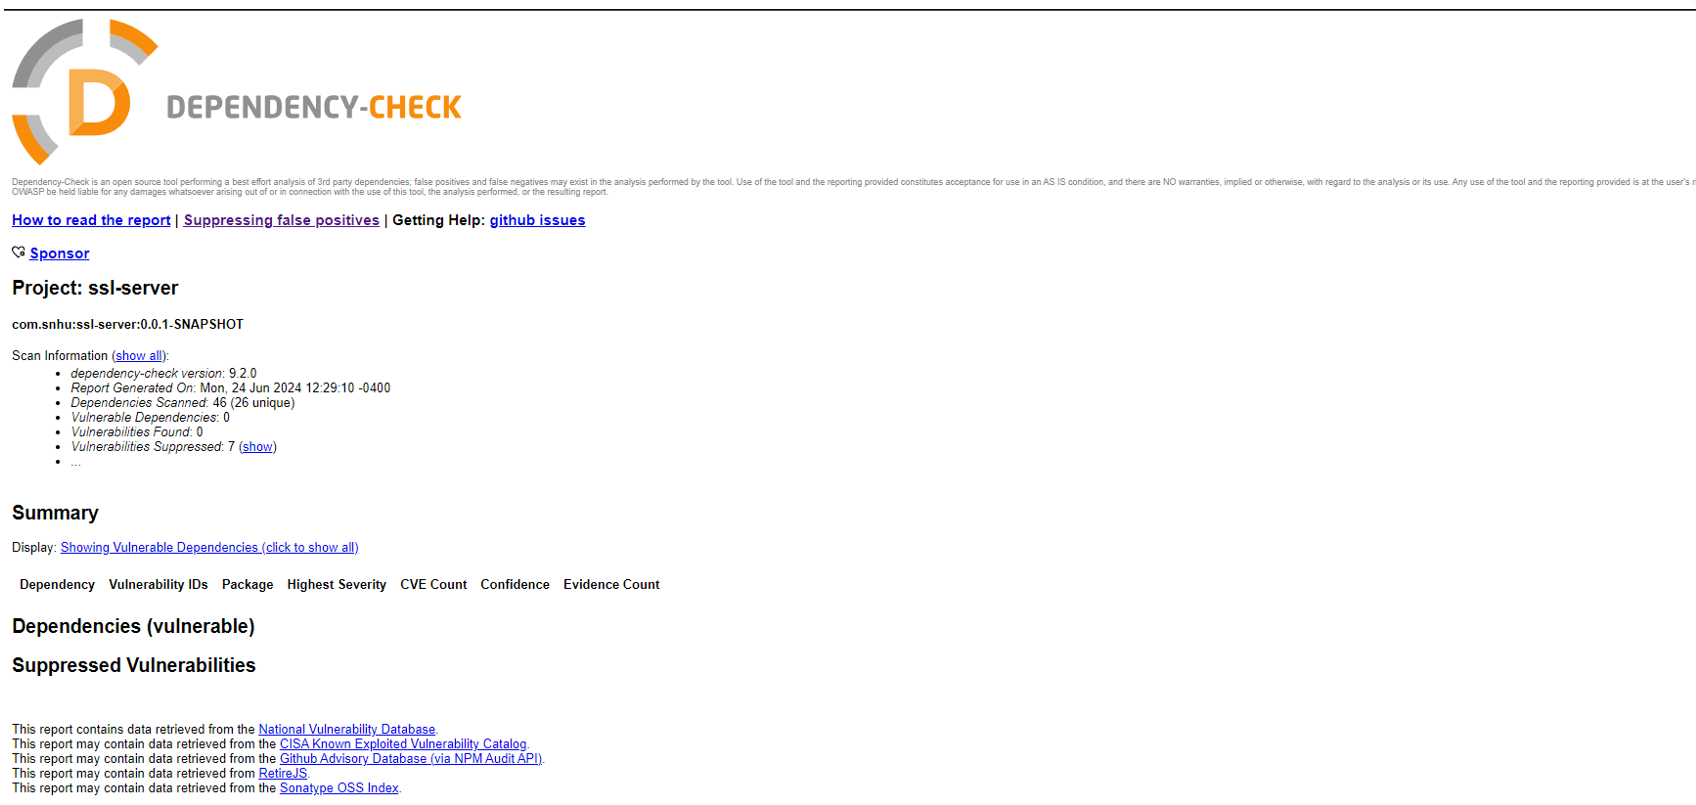 DEPENDENCY-CHECK
Dependency-Check is an open source tool performing a best effort analysis of 3rd party dependencies; false positives and false negatives may exist in the analysis performed by the tool. Use of the tool and the reporting provided constitutes acceptance for use in an AS IS condition, and there are NO warranties, implied or otherwise, with regard to the analysis or its use. Any use of the tool and the reporting provided is at the user's
OWASP be held liable for any damages whatsoever arising out of or in connection with the use of this tool, the analysis performed, or the resulting report.
How to read the report | Suppressing false positives | Getting Help: github issues
Sponsor
Project: ssl-server
com.snhu:ssl-server:0.0.1-SNAPSHOT
Scan Information (show all):
• dependency-check version: 9.2.0
• Report Generated On: Mon, 24 Jun 2024 12:29:10 -0400
• Dependencies Scanned: 46 (26 unique)
• Vulnerable Dependencies: 0
• Vulnerabilities Found: 0
• Vulnerabilities Suppressed: 7 (show)
• ...
Summary
Display: Showing Vulnerable Dependencies (click to show all)
Dependency Vulnerability IDs Package Highest Severity CVE Count Confidence Evidence Count
Dependencies (vulnerable)
Suppressed Vulnerabilities
This report contains data retrieved from the National Vulnerability Database.
This report may contain data retrieved from the CISA Known Exploited Vulnerability Catalog.
This report may contain data retrieved from the Github Advisory Database (via NPM Audit API).
This report may contain data retrieved from RetireJS.
This report may contain data retrieved from the Sonatype OSS Index.